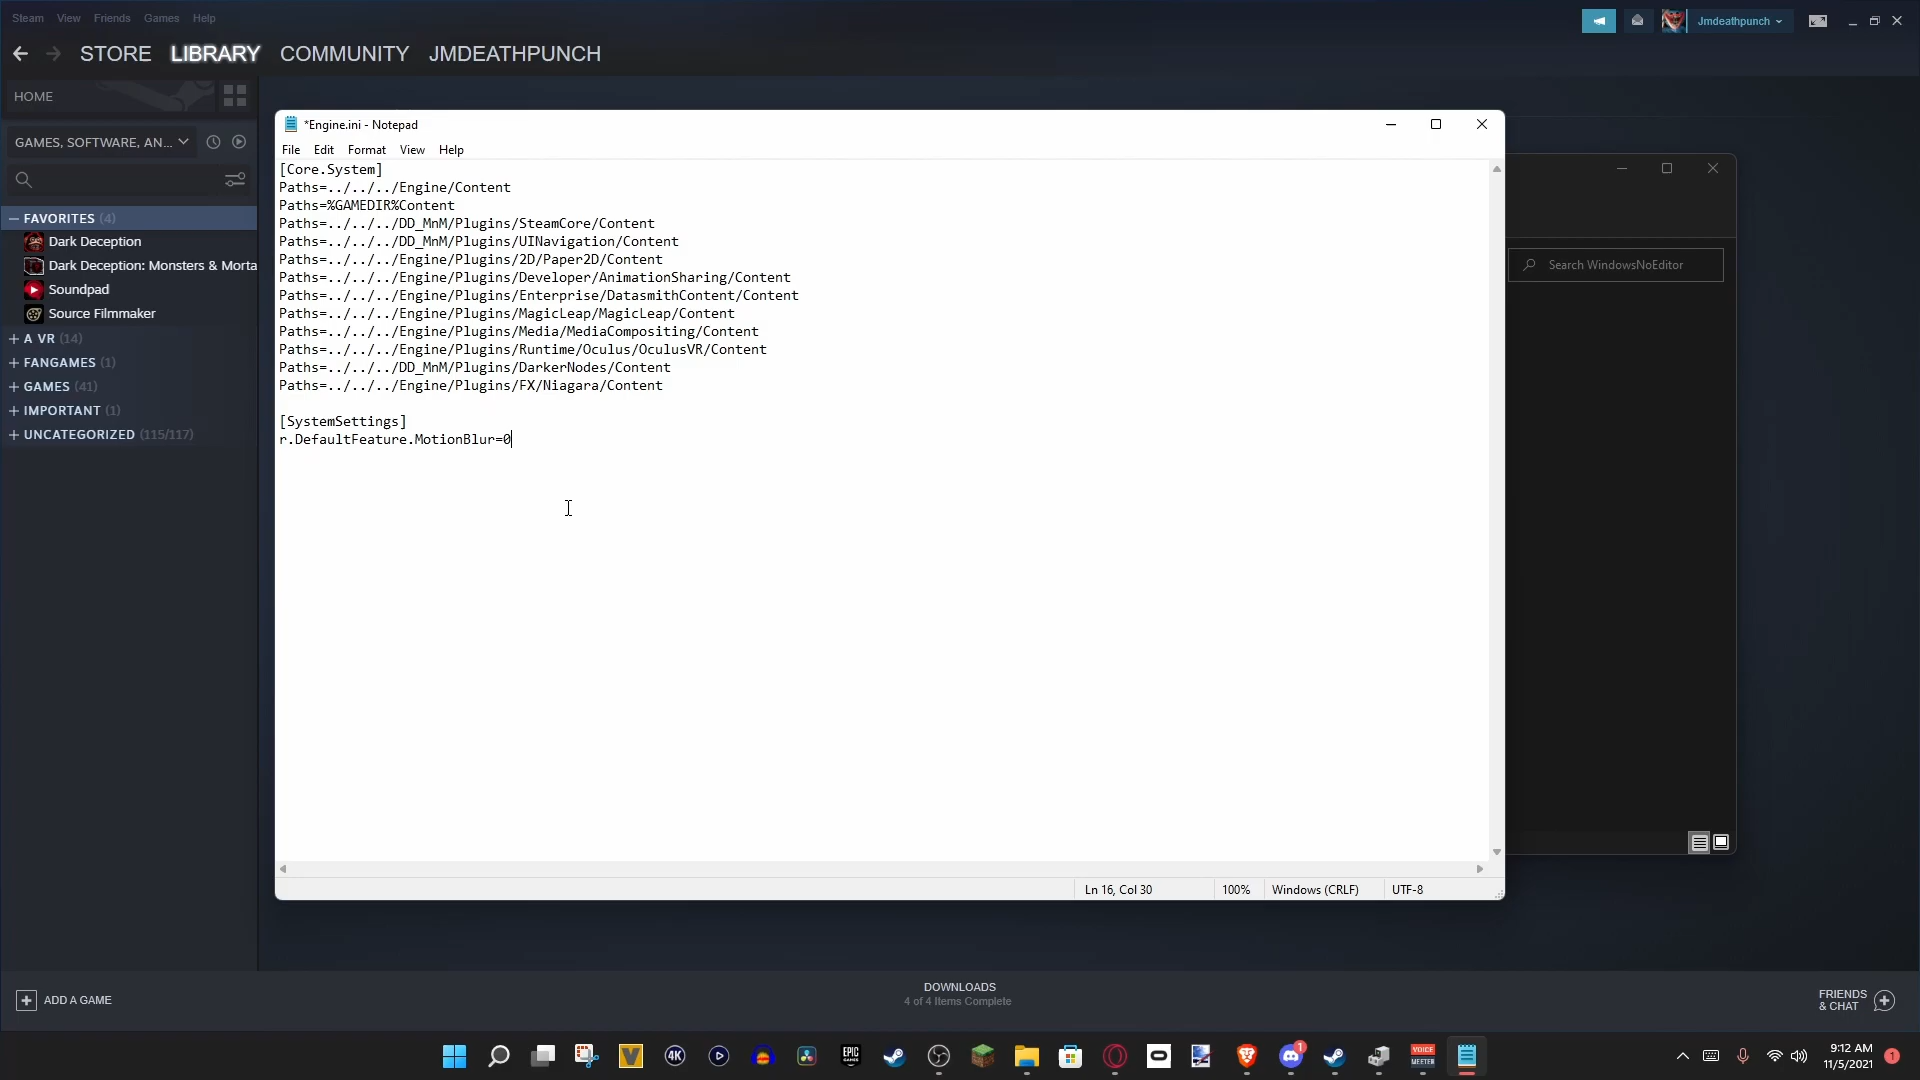 Steam View Friends Games Help
Jmdeathpunch
STORE LIBRARY COMMUNITY JMDEATHPUNCH
HOME
GAMES, SOFTWARE, AN...
FAVORITES (4)
Dark Deception
Dark Deception: Monsters & Morta
Soundpad
Source Filmmaker
A VR (14)
FANGAMES (1)
GAMES (41)
IMPORTANT (1)
UNCATEGORIZED (115/117)
*Engine.ini - Notepad
File Edit Format View Help
[Core.System]
Paths=../../../Engine/Content
Paths=%GAMEDIR%Content
Paths=../../../DD_MnM/Plugins/SteamCore/Content
Paths=../../../DD_MnM/Plugins/UINavigation/Content
Paths=../../../Engine/Plugins/2D/Paper2D/Content
Paths=../../../Engine/Plugins/Developer/AnimationSharing/Content
Paths=../../../Engine/Plugins/Enterprise/DatasmithContent/Content
Paths=../../../Engine/Plugins/MagicLeap/MagicLeap/Content
Paths=../../../Engine/Plugins/Media/MediaCompositing/Content
Paths=../../../Engine/Plugins/Runtime/Oculus/OculusVR/Content
Paths=../../../DD_MnM/Plugins/DarkerNodes/Content
Paths=../../../Engine/Plugins/FX/Niagara/Content
[SystemSettings]
r.DefaultFeature.MotionBlur=0
Ln 16, Col 30 100% Windows (CRLF) UTF-8
Search WindowsNoEditor
ADD A GAME
DOWNLOADS
4 of 4 Items Complete
FRIENDS
& CHAT
4K
EPIC
GAMES
1
VOICE
MEETER
9:12 AM
11/5/2021
1